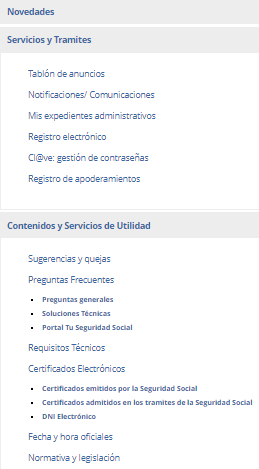 Novedades
Servicios y Tramites
Tablón de anuncios
Notificaciones/ Comunicaciones
Mis expedientes administrativos
Registro electrónico
Cl@ve: gestión de contraseñas
Registro de apoderamientos
Contenidos y Servicios de Utilidad
Sugerencias y quejas
Preguntas Frecuentes
Preguntas generales
Soluciones Técnicas
Portal Tu Seguridad Social
Requisitos Técnicos
Certificados Electrónicos
Certificados emitidos por la Seguridad Social
Certificados admitidos en los tramites de la Seguridad Social
DNI Electrónico
Fecha y hora oficiales
Normativa y legislación